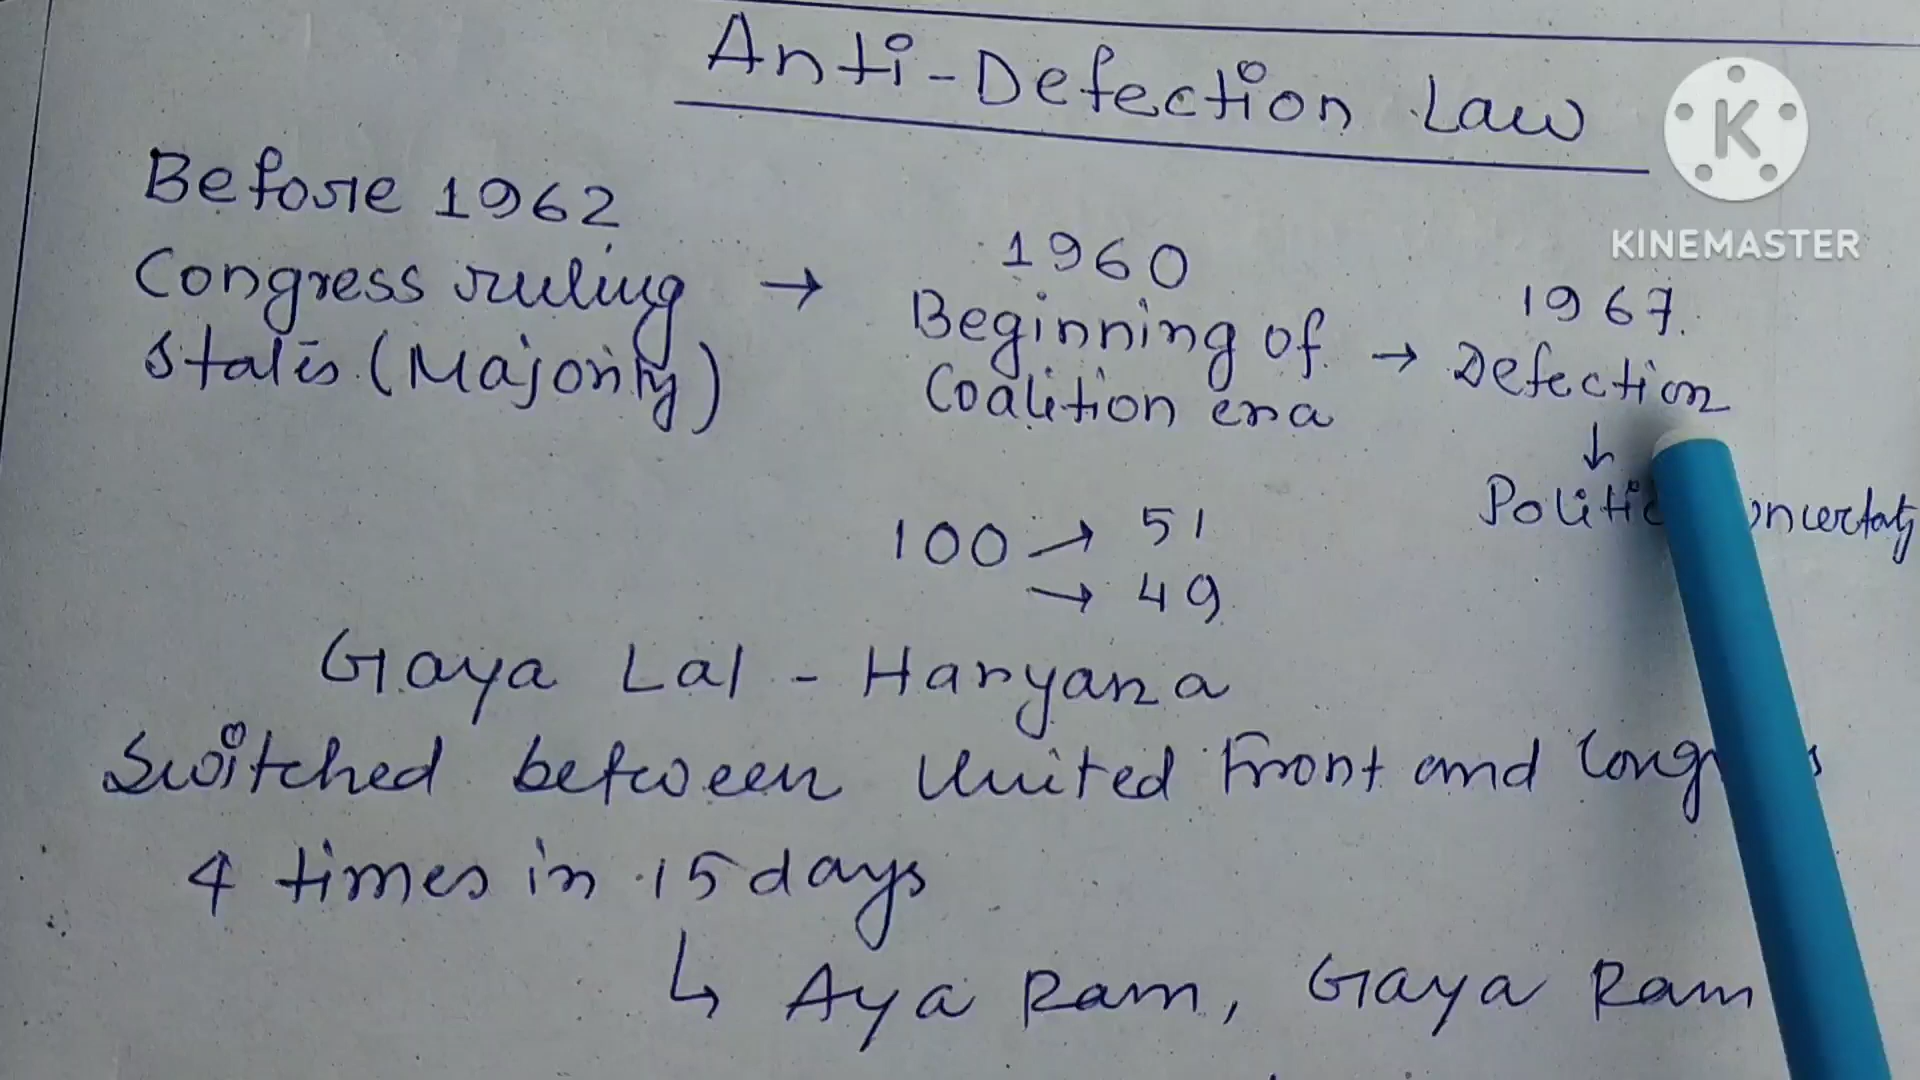 Anti-Defection Law
KINEMASTER
Before 1962
Congress ruling
states (Majority)
→ 1960
Beginning of
Coalition era
→ 1967.
Defection
↓
100 → 51
→ 49
Gaya Lal - Haryana
Switched between United Front and
4 times in 15 days
↳ Aya Ram, Gaya Ram